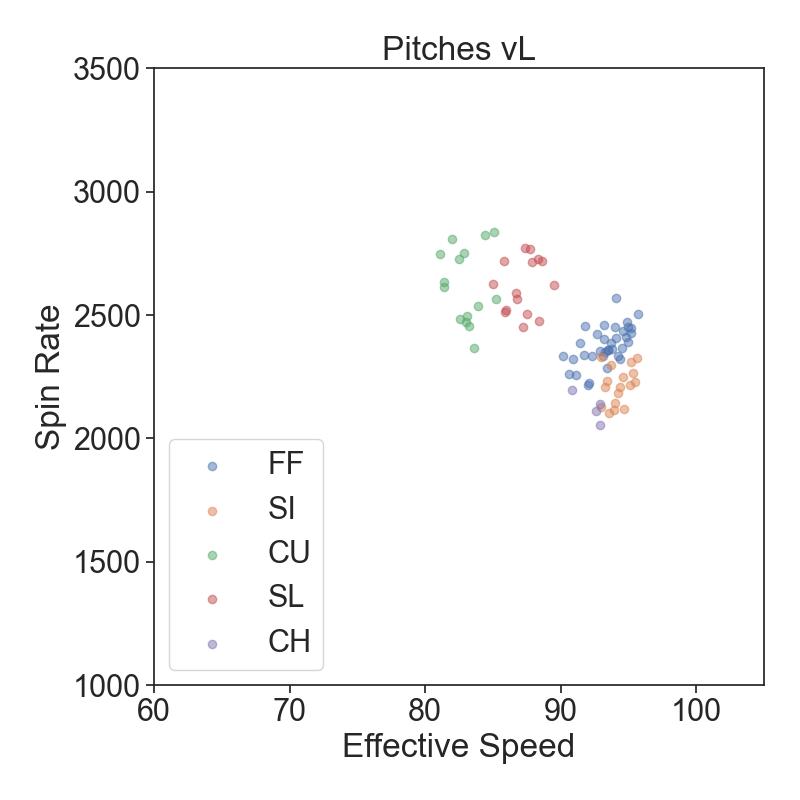 Pitches vL
3500
3000
2500
2000
1500
1000
Spin Rate
FF
SI
CU
SL
CH
60 70 80 90 100
Effective Speed